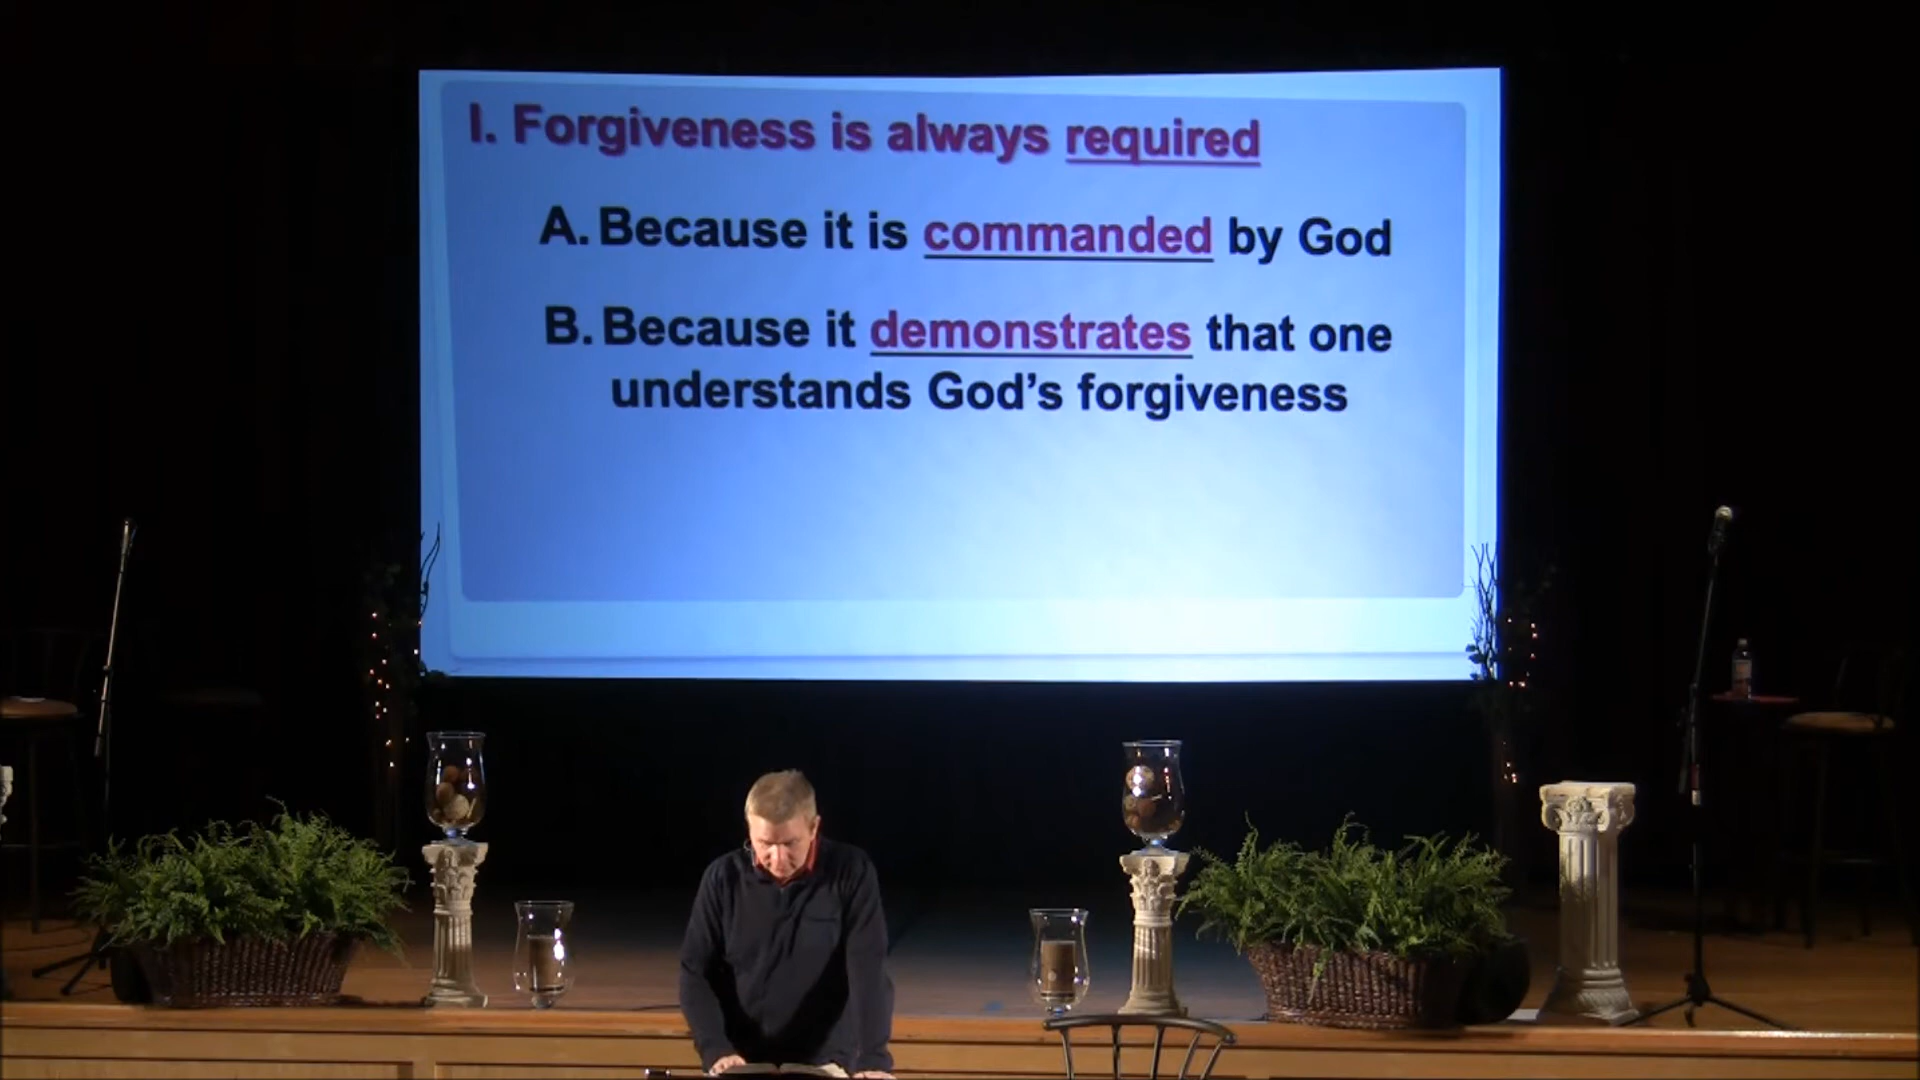 I. Forgiveness is always required
A. Because it is commanded by God
B. Because it demonstrates that one
understands God's forgiveness